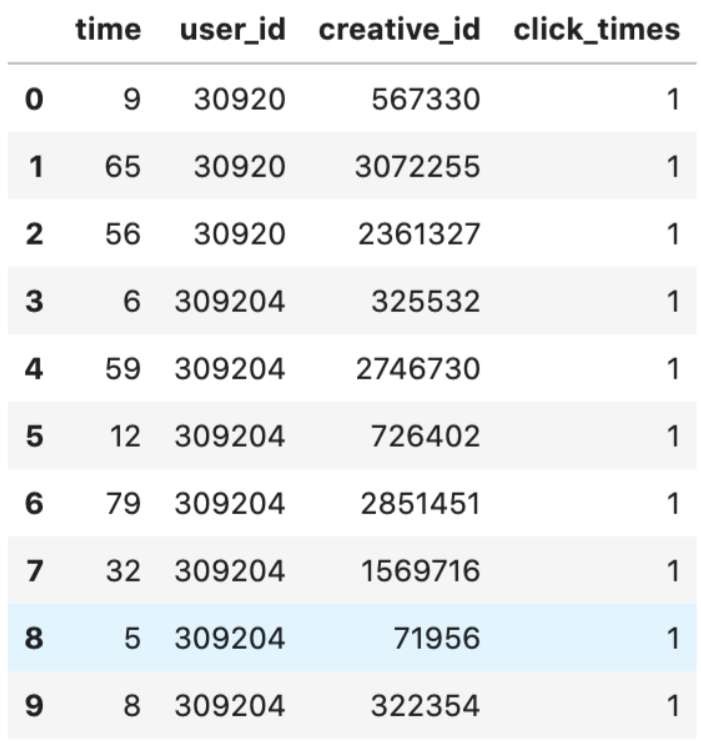 time user_id creative_id click_times
0 9 30920 567330 1
1 65 30920 3072255 1
2 56 30920 2361327 1
3 6 309204 325532 1
4 59 309204 2746730 1
5 12 309204 726402 1
6 79 309204 2851451 1
7 32 309204 1569716 1
8 5 309204 71956 1
9 8 309204 322354 1